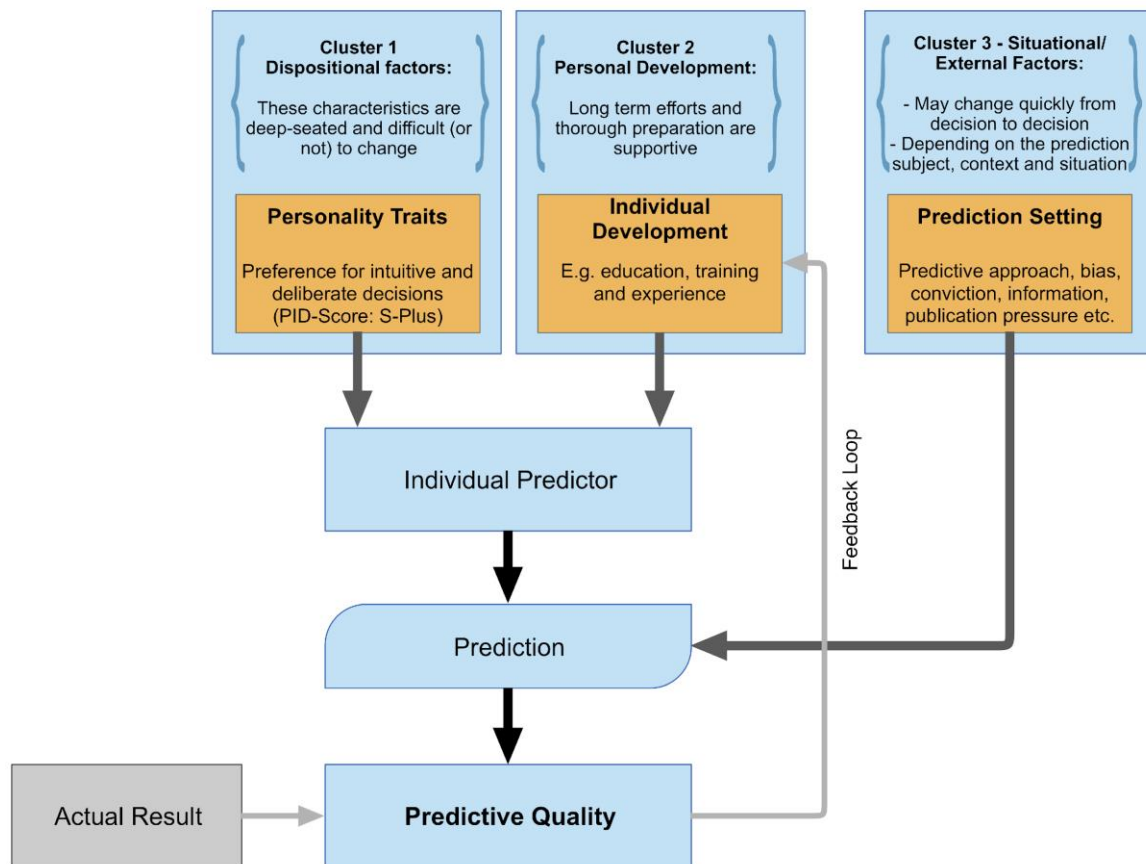 Cluster 1
Dispositional factors:
These characteristics are
deep-seated and difficult (or
not) to change
Personality Traits
Preference for intuitive and
deliberate decisions
(PID-Score: S-Plus)
Cluster 2
Personal Development:
Long term efforts and
thorough preparation are
supportive
Individual
Development
E.g. education, training
and experience
Cluster 3 - Situational/
External Factors:
- May change quickly from
decision to decision
- Depending on the prediction
subject, context and situation
Prediction Setting
Predictive approach, bias,
conviction, information,
publication pressure etc.
Individual Predictor
Feedback Loop
Prediction
Actual Result
Predictive Quality